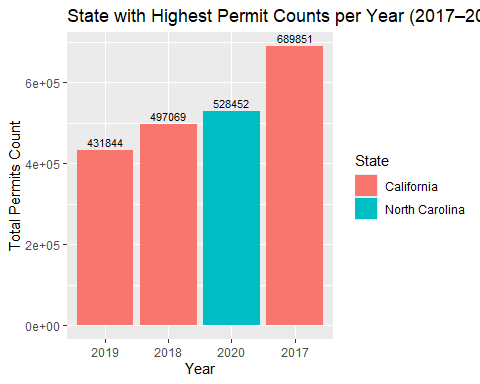 State with Highest Permit Counts per Year (2017–20
689851
528452
497069
431844
6e+05
4e+05
2e+05
0e+00
Total Permits Count
2019 2018 2020 2017
Year
State
California
North Carolina